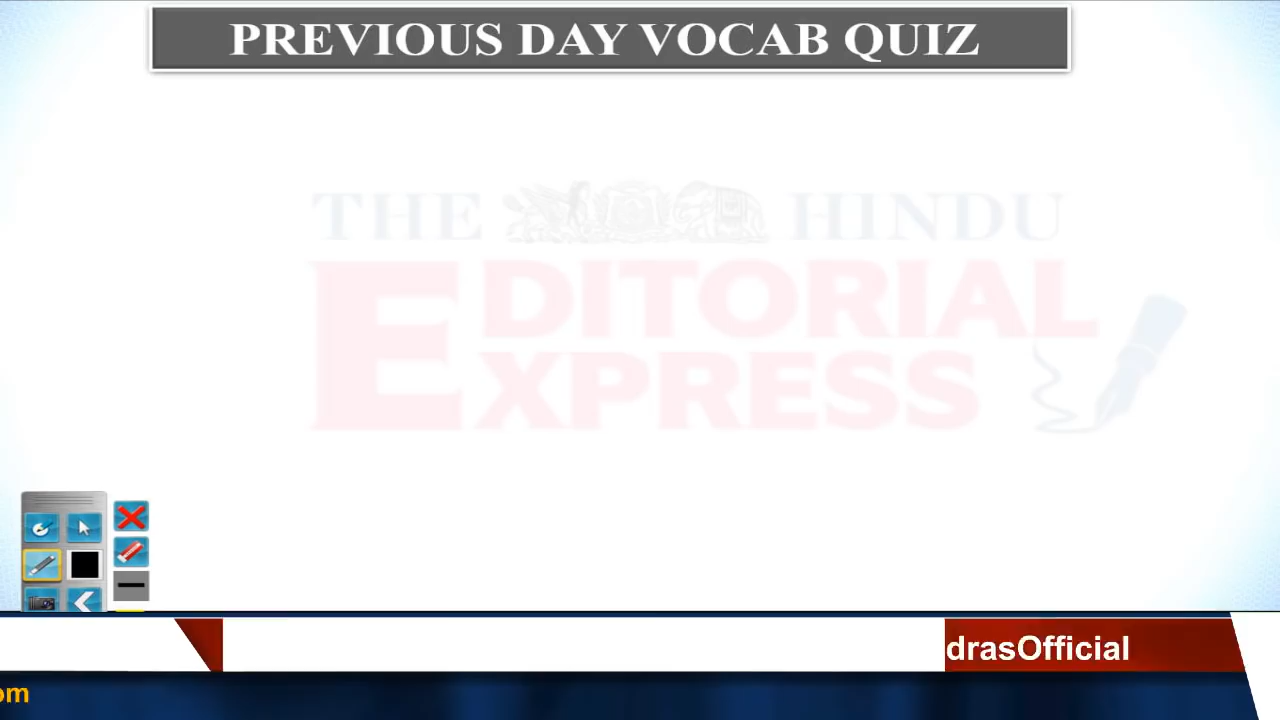 PREVIOUS DAY VOCAB QUIZ
THE HINDU
EDITORIAL
EXPRESS
drasOfficial
om